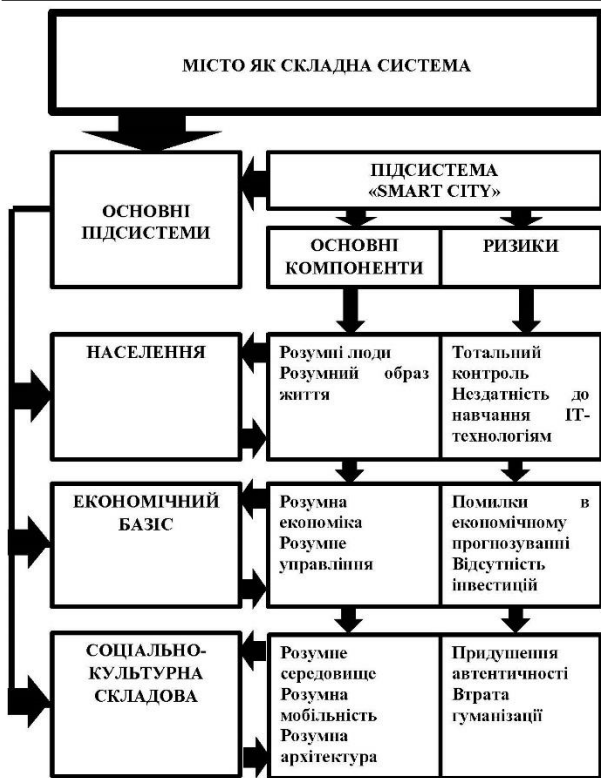 МІСТО ЯК СКЛАДНА СИСТЕМА
ОСНОВНІ
ПІДСИСТЕМИ
ПІДСИСТЕМА
«SMART CITY»
ОСНОВНІ
КОМПОНЕНТИ
РИЗИКИ
НАСЕЛЕННЯ
Розумні люди
Розумний образ
життя
Тотальний
контроль
Нездатність до
навчання ІТ-
технологіям
ЕКОНОМІЧНИЙ
БАЗІС
Розумна
економіка
Розумне
управління
Помилки в
економічному
прогнозуванні
Відсутність
інвестицій
СОЦІАЛЬНО-
КУЛЬТУРНА
СКЛАДОВА
Розумне
середовище
Розумна
мобільність
Розумна
архітектура
Придушення
автентичності
Втрата
гуманізації